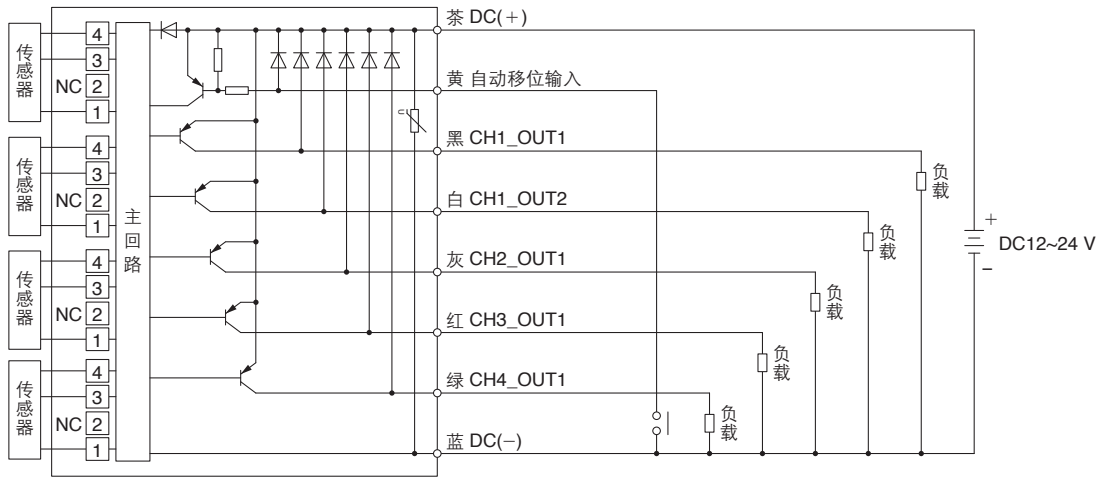 茶 DC(+)
传感器
4
3
NC 2
1
黄 自动移位输入
n
黑 CH1_OUT1
负载
传感器
4
3
NC 2
1
白 CH1_OUT2
负载
主回路
+
DC12~24 V
−
传感器
4
3
NC 2
1
灰 CH2_OUT1
负载
红 CH3_OUT1
负载
传感器
4
3
NC 2
1
绿 CH4_OUT1
负载
蓝 DC(−)